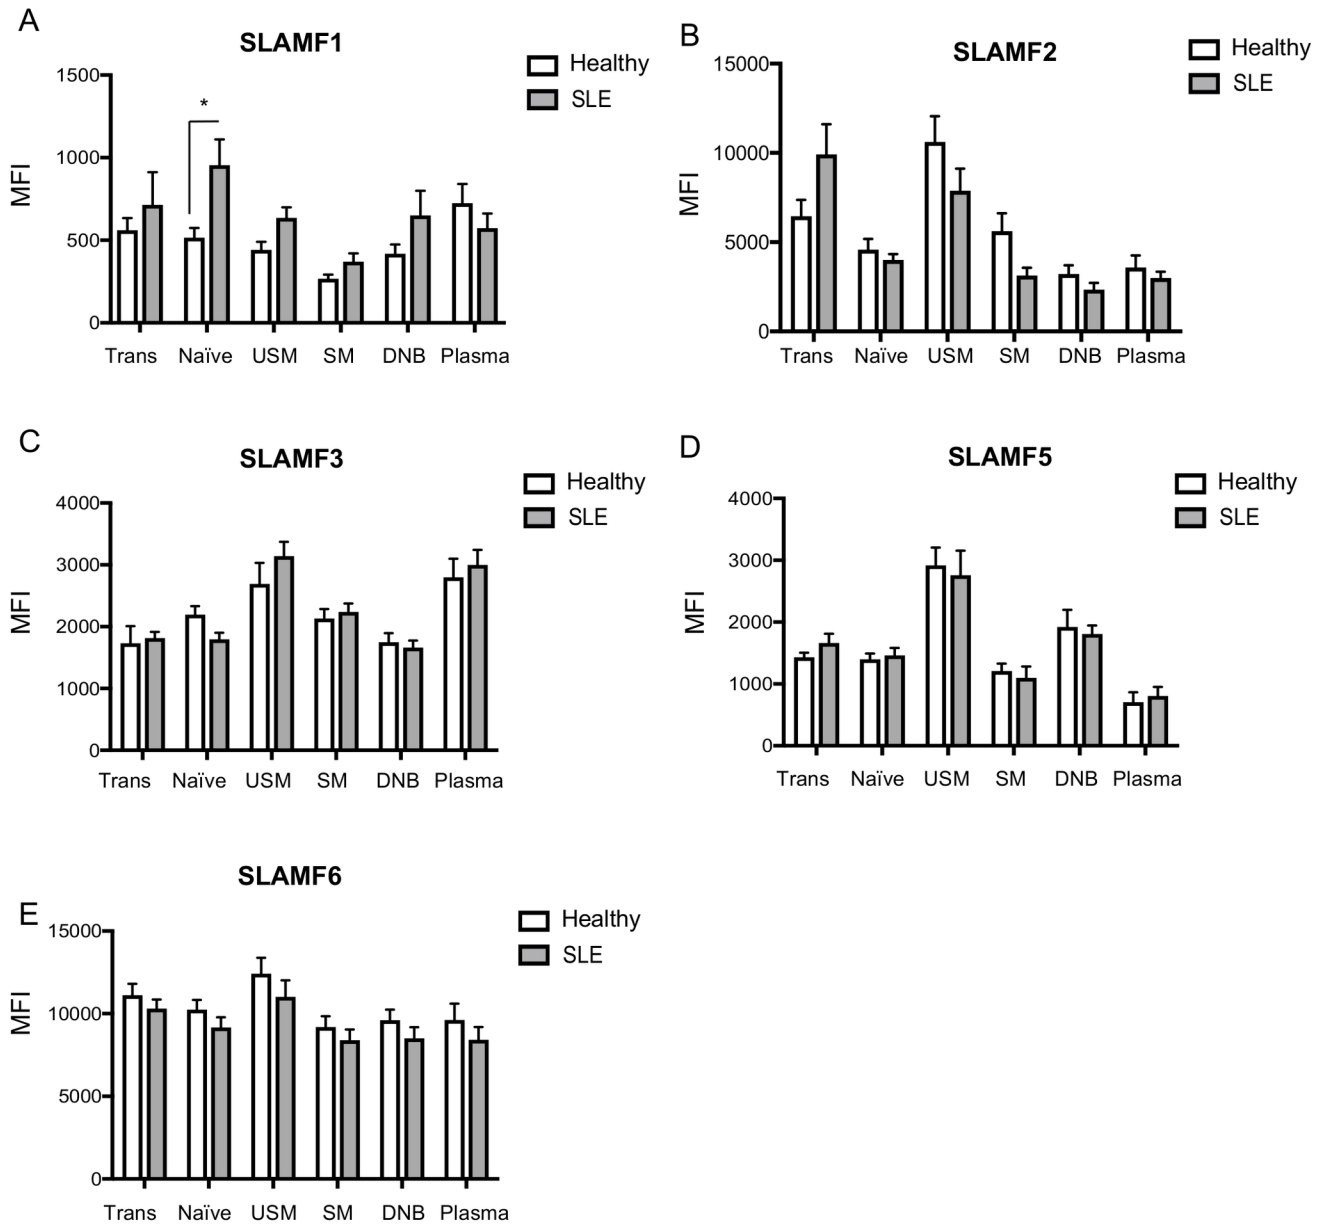 A
SLAMF1
Healthy
SLE
1500
1000
500
0
MFI
*
Trans Naïve USM SM DNB Plasma
B
SLAMF2
Healthy
SLE
15000
10000
5000
0
MFI
Trans Naïve USM SM DNB Plasma
C
SLAMF3
Healthy
SLE
4000
3000
2000
1000
0
MFI
Trans Naïve USM SM DNB Plasma
D
SLAMF5
Healthy
SLE
4000
3000
2000
1000
0
MFI
Trans Naïve USM SM DNB Plasma
E
SLAMF6
Healthy
SLE
15000
10000
5000
0
MFI
Trans Naïve USM SM DNB Plasma